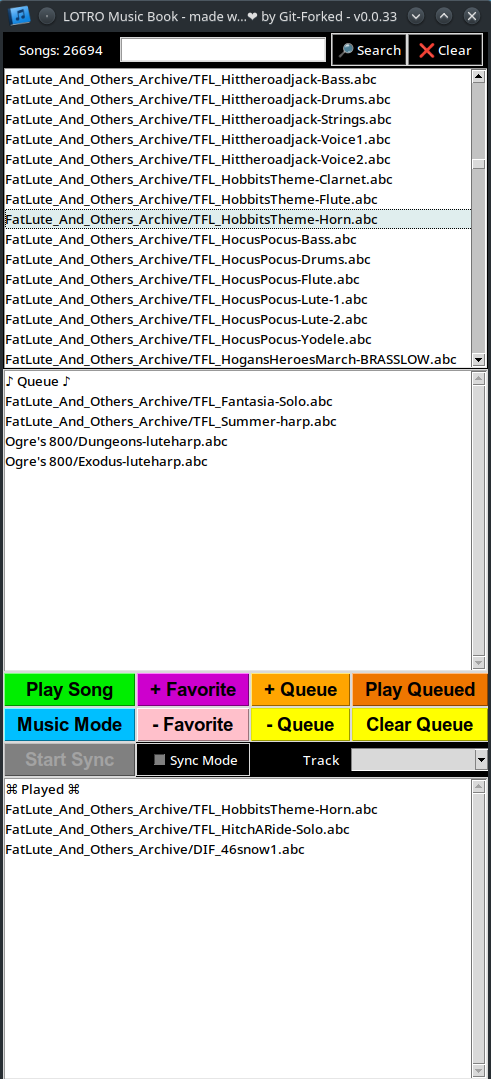 LOTRO Music Book - made w...❤ by Git-Forked - v0.0.33
Songs: 26694 🔎 Search ❌ Clear
FatLute_And_Others_Archive/TFL_Hittheroadjack-Bass.abc
FatLute_And_Others_Archive/TFL_Hittheroadjack-Drums.abc
FatLute_And_Others_Archive/TFL_Hittheroadjack-Strings.abc
FatLute_And_Others_Archive/TFL_Hittheroadjack-Voice1.abc
FatLute_And_Others_Archive/TFL_Hittheroadjack-Voice2.abc
FatLute_And_Others_Archive/TFL_HobbitsTheme-Clarnet.abc
FatLute_And_Others_Archive/TFL_HobbitsTheme-Flute.abc
FatLute_And_Others_Archive/TFL_HobbitsTheme-Horn.abc
FatLute_And_Others_Archive/TFL_HocusPocus-Bass.abc
FatLute_And_Others_Archive/TFL_HocusPocus-Drums.abc
FatLute_And_Others_Archive/TFL_HocusPocus-Flute.abc
FatLute_And_Others_Archive/TFL_HocusPocus-Lute-1.abc
FatLute_And_Others_Archive/TFL_HocusPocus-Lute-2.abc
FatLute_And_Others_Archive/TFL_HocusPocus-Yodele.abc
FatLute_And_Others_Archive/TFL_HogansHeroesMarch-BRASSLOW.abc
♪ Queue ♪
FatLute_And_Others_Archive/TFL_Fantasia-Solo.abc
FatLute_And_Others_Archive/TFL_Summer-harp.abc
Ogre's 800/Dungeons-luteharp.abc
Ogre's 800/Exodus-luteharp.abc
Play Song + Favorite + Queue Play Queued
Music Mode - Favorite - Queue Clear Queue
Start Sync Sync Mode Track
⌘ Played ⌘
FatLute_And_Others_Archive/TFL_HobbitsTheme-Horn.abc
FatLute_And_Others_Archive/TFL_HitchARide-Solo.abc
FatLute_And_Others_Archive/DIF_46snow1.abc